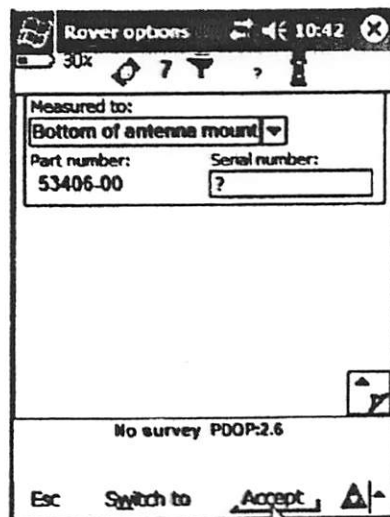 Rover options 10:42
30% 7 ?
Measured to:
Bottom of antenna mount
Part number: Serial number:
53406-00 ?
No survey PDOP:2.6
Esc Switch to Accept